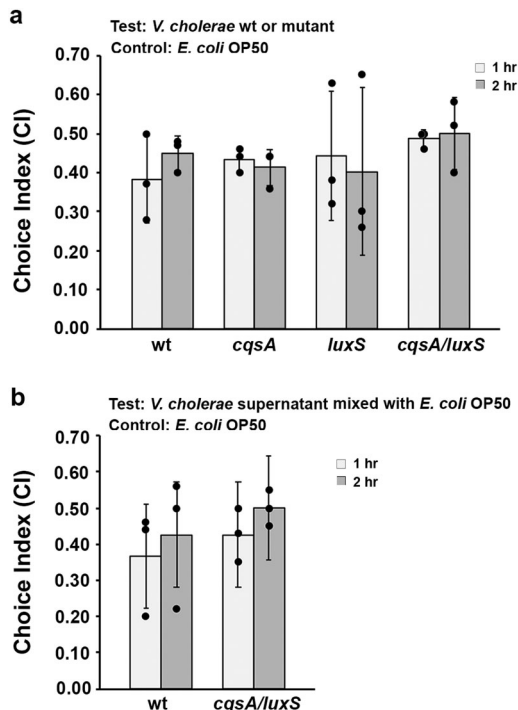 a
Test: V. cholerae wt or mutant
Control: E. coli OP50
Choice Index (CI)
0.70
0.60
0.50
0.40
0.30
0.20
0.10
0.00
1 hr
2 hr
wt
cqsA
luxS
cqsA/luxS
b
Test: V. cholerae supernatant mixed with E. coli OP50
Control: E. coli OP50
Choice Index (CI)
0.70
0.60
0.50
0.40
0.30
0.20
0.10
0.00
1 hr
2 hr
wt
cqsA/luxS